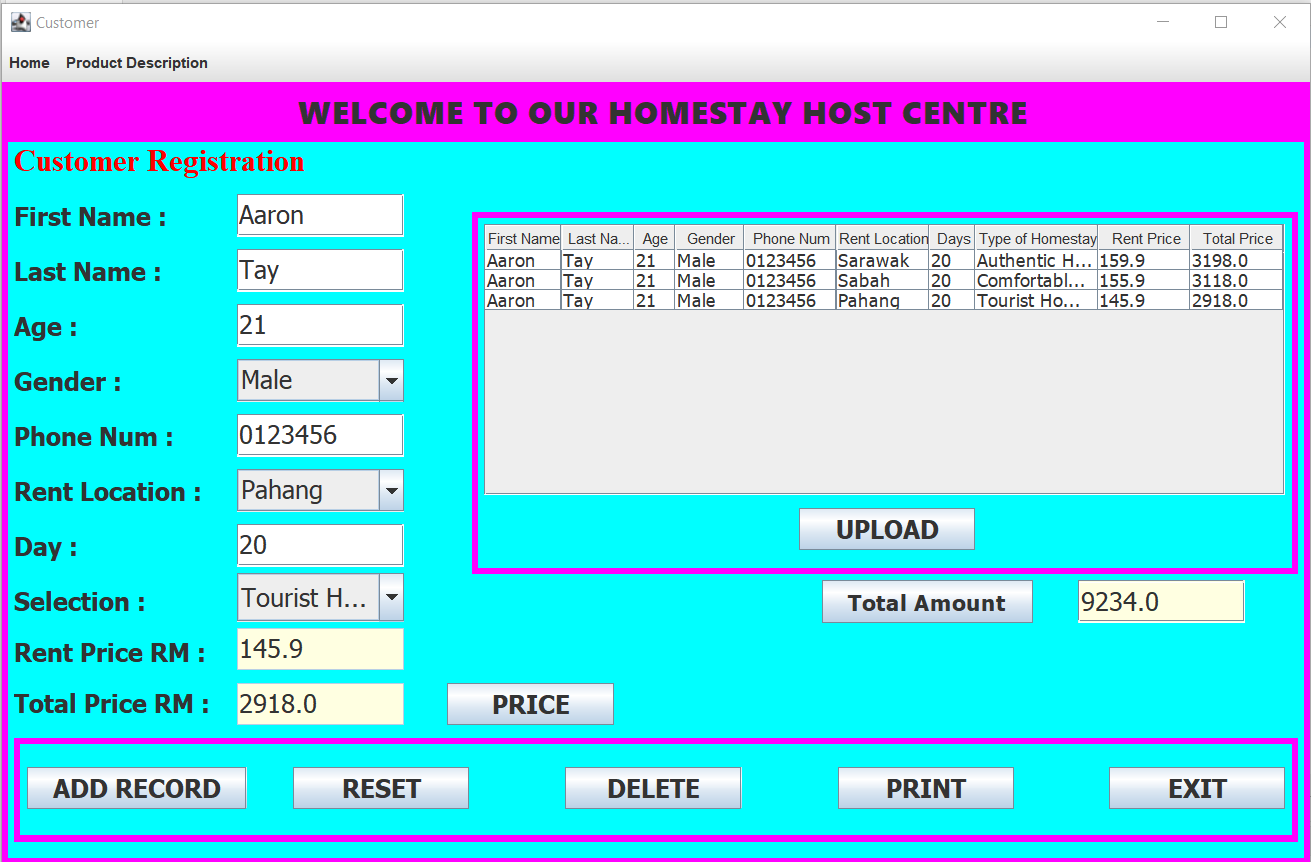 Customer
Home Product Description
WELCOME TO OUR HOMESTAY HOST CENTRE
Customer Registration
First Name : Aaron
Last Name : Tay
Age : 21
Gender : Male
Phone Num : 0123456
Rent Location : Pahang
Day : 20
Selection : Tourist H...
Rent Price RM : 145.9
Total Price RM : 2918.0
PRICE
First Name Last Na... Age Gender Phone Num Rent Location Days Type of Homestay Rent Price Total Price
Aaron Tay 21 Male 0123456 Sarawak 20 Authentic H... 159.9 3198.0
Aaron Tay 21 Male 0123456 Sabah 20 Comfortabl... 155.9 3118.0
Aaron Tay 21 Male 0123456 Pahang 20 Tourist Ho... 145.9 2918.0
UPLOAD
Total Amount 9234.0
ADD RECORD RESET DELETE PRINT EXIT